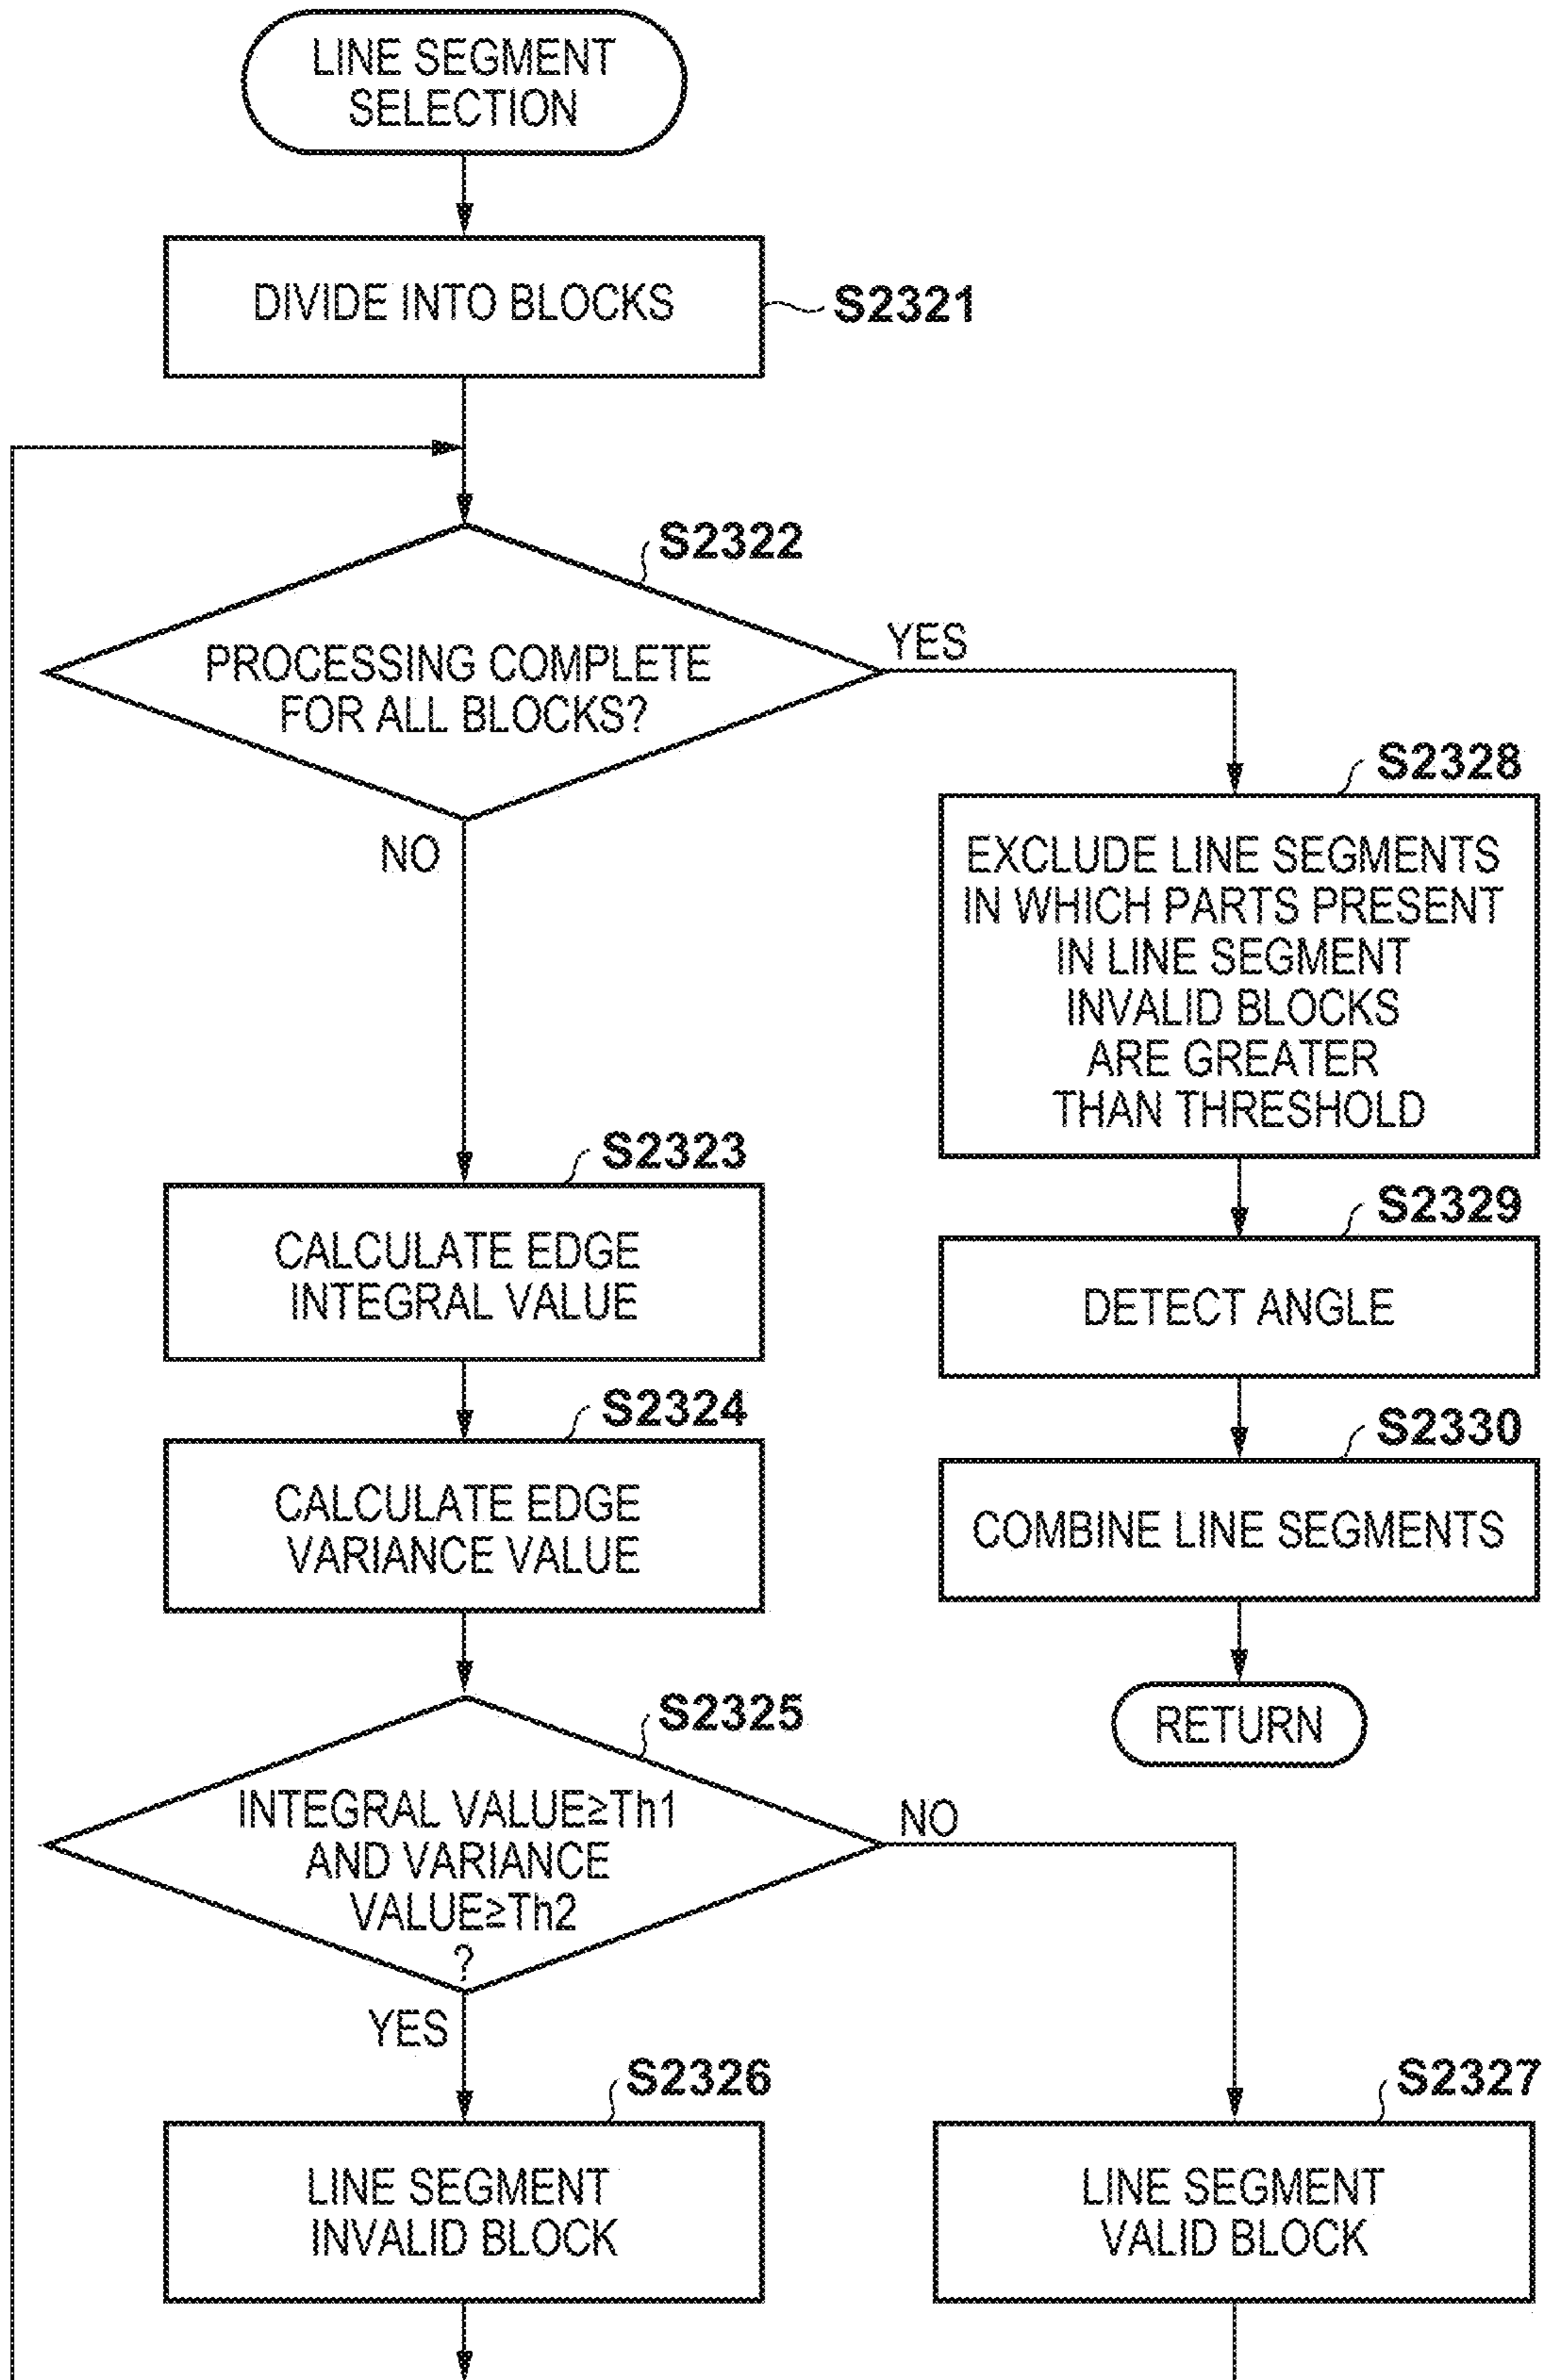 LINE SEGMENT
SELECTION
DIVIDE INTO BLOCKS
S2321
S2322
PROCESSING COMPLETE
FOR ALL BLOCKS?
YES
NO
S2328
EXCLUDE LINE SEGMENTS
IN WHICH PARTS PRESENT
IN LINE SEGMENT
INVALID BLOCKS
ARE GREATER
THAN THRESHOLD
S2323
CALCULATE EDGE
INTEGRAL VALUE
S2329
DETECT ANGLE
S2324
CALCULATE EDGE
VARIANCE VALUE
S2330
COMBINE LINE SEGMENTS
RETURN
S2325
INTEGRAL VALUE≥Th1
AND VARIANCE
VALUE≥Th2
?
NO
YES
S2326
LINE SEGMENT
INVALID BLOCK
S2327
LINE SEGMENT
VALID BLOCK